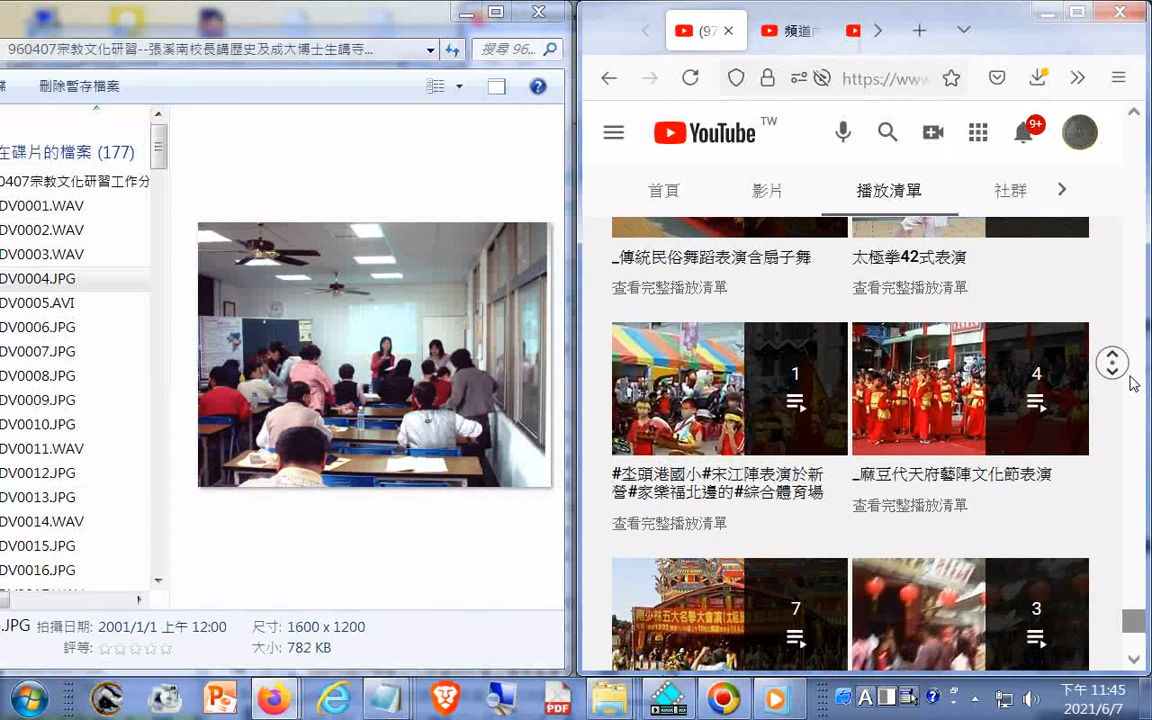 960407宗教文化研習--張溪南校長講歷史及成大博士生講寺...
搜尋 96...
刪除暫存檔案
在碟片的檔案 (177)
0407宗教文化研習工作分
DV0001.WAV
DV0002.WAV
DV0003.WAV
DV0004.JPG
DV0005.AVI
DV0006.JPG
DV0007.JPG
DV0008.JPG
DV0009.JPG
DV0010.JPG
DV0011.WAV
DV0012.JPG
DV0013.JPG
DV0014.WAV
DV0015.JPG
DV0016.JPG
.JPG 拍攝日期: 2001/1/1 上午 12:00
尺寸: 1600 x 1200
評等:
大小: 782 KB
(97
頻道
https://www
YouTube TW
9+
首頁
影片
播放清單
社群
_傳統民俗舞蹈表演含扇子舞
查看完整播放清單
太極拳42式表演
查看完整播放清單
1
4
#坔頭港國小#宋江陣表演於新
營#家樂福北邊的#綜合體育場
查看完整播放清單
_麻豆代天府藝陣文化節表演
查看完整播放清單
7
3
下午 11:45
2021/6/7